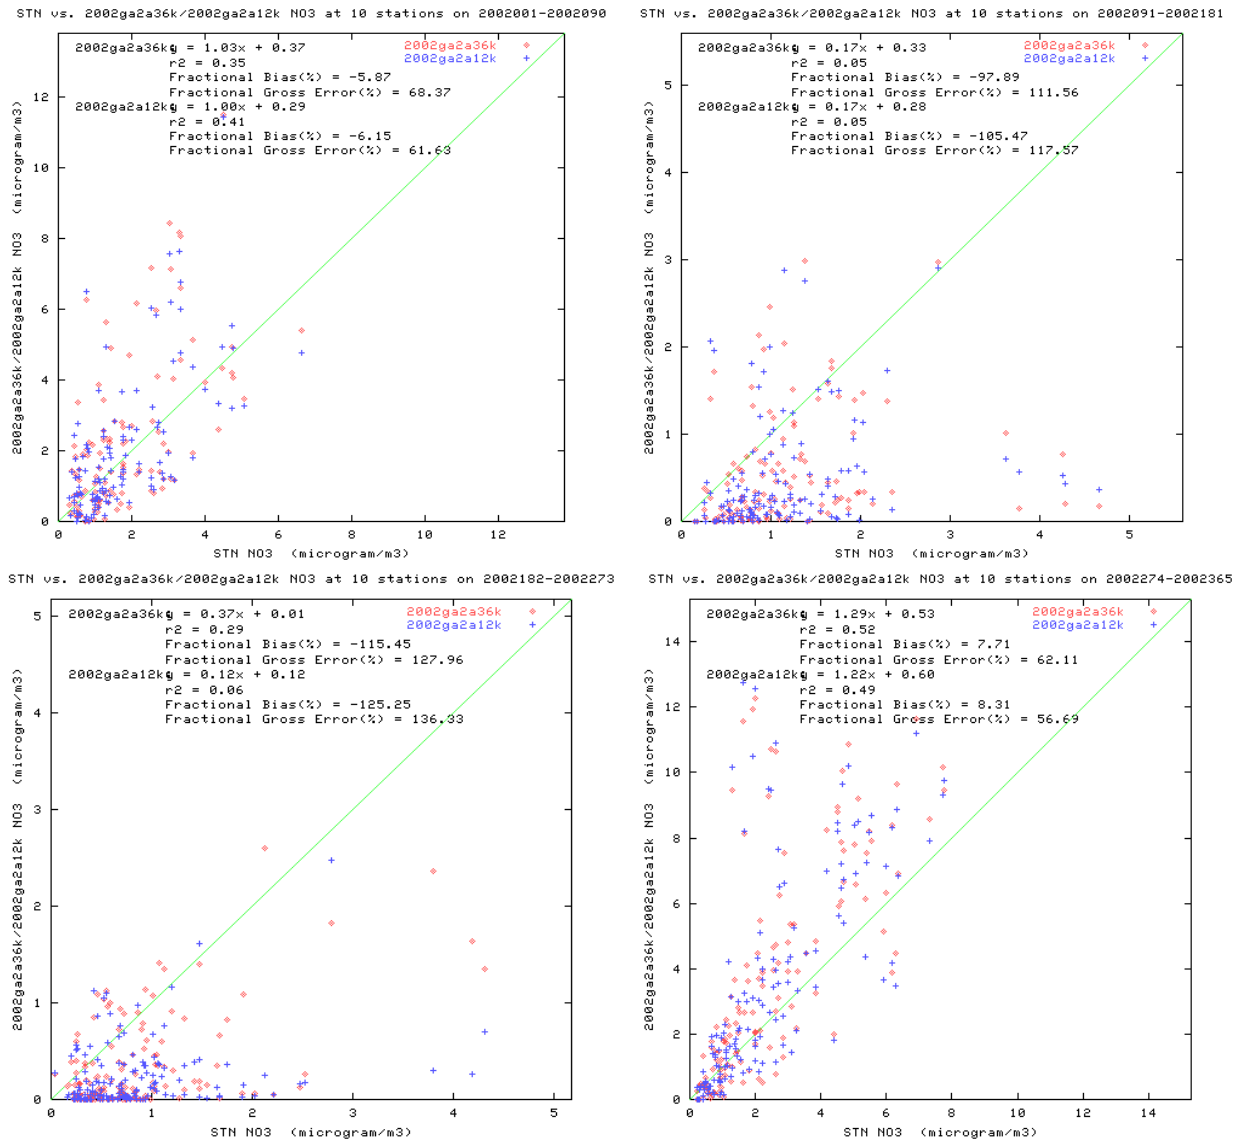 STN vs. 2002ga2a36k/2002ga2a12k NO3 at 10 stations on 2002001-2002090
2002ga2a36k y = 1.03x + 0.37
r2 = 0.35
Fractional Bias(%) = -5.87
Fractional Gross Error(%) = 68.37
2002ga2a12k y = 1.00x + 0.29
r2 = 0.41
Fractional Bias(%) = -6.15
Fractional Gross Error(%) = 61.63
2002ga2a36k
2002ga2a12k
2002ga2a36k/2002ga2a12k NO3 (microgram/m3)
12
10
8
6
4
2
0
0 2 4 6 8 10 12
STN NO3 (microgram/m3)
STN vs. 2002ga2a36k/2002ga2a12k NO3 at 10 stations on 2002091-2002181
2002ga2a36k y = 0.17x + 0.33
r2 = 0.05
Fractional Bias(%) = -97.89
Fractional Gross Error(%) = 111.56
2002ga2a12k y = 0.17x + 0.28
r2 = 0.05
Fractional Bias(%) = -105.47
Fractional Gross Error(%) = 117.57
2002ga2a36k
2002ga2a12k
2002ga2a36k/2002ga2a12k NO3 (microgram/m3)
5
4
3
2
1
0
0 1 2 3 4 5
STN NO3 (microgram/m3)
STN vs. 2002ga2a36k/2002ga2a12k NO3 at 10 stations on 2002182-2002273
2002ga2a36k y = 0.37x + 0.01
r2 = 0.29
Fractional Bias(%) = -115.45
Fractional Gross Error(%) = 127.96
2002ga2a12k y = 0.12x + 0.12
r2 = 0.06
Fractional Bias(%) = -125.25
Fractional Gross Error(%) = 136.33
2002ga2a36k
2002ga2a12k
2002ga2a36k/2002ga2a12k NO3 (microgram/m3)
5
4
3
2
1
0
0 1 2 3 4 5
STN NO3 (microgram/m3)
STN vs. 2002ga2a36k/2002ga2a12k NO3 at 10 stations on 2002274-2002365
2002ga2a36k y = 1.29x + 0.53
r2 = 0.52
Fractional Bias(%) = 7.71
Fractional Gross Error(%) = 62.11
2002ga2a12k y = 1.22x + 0.60
r2 = 0.49
Fractional Bias(%) = 8.31
Fractional Gross Error(%) = 56.69
2002ga2a36k
2002ga2a12k
2002ga2a36k/2002ga2a12k NO3 (microgram/m3)
14
12
10
8
6
4
2
0
0 2 4 6 8 10 12 14
STN NO3 (microgram/m3)